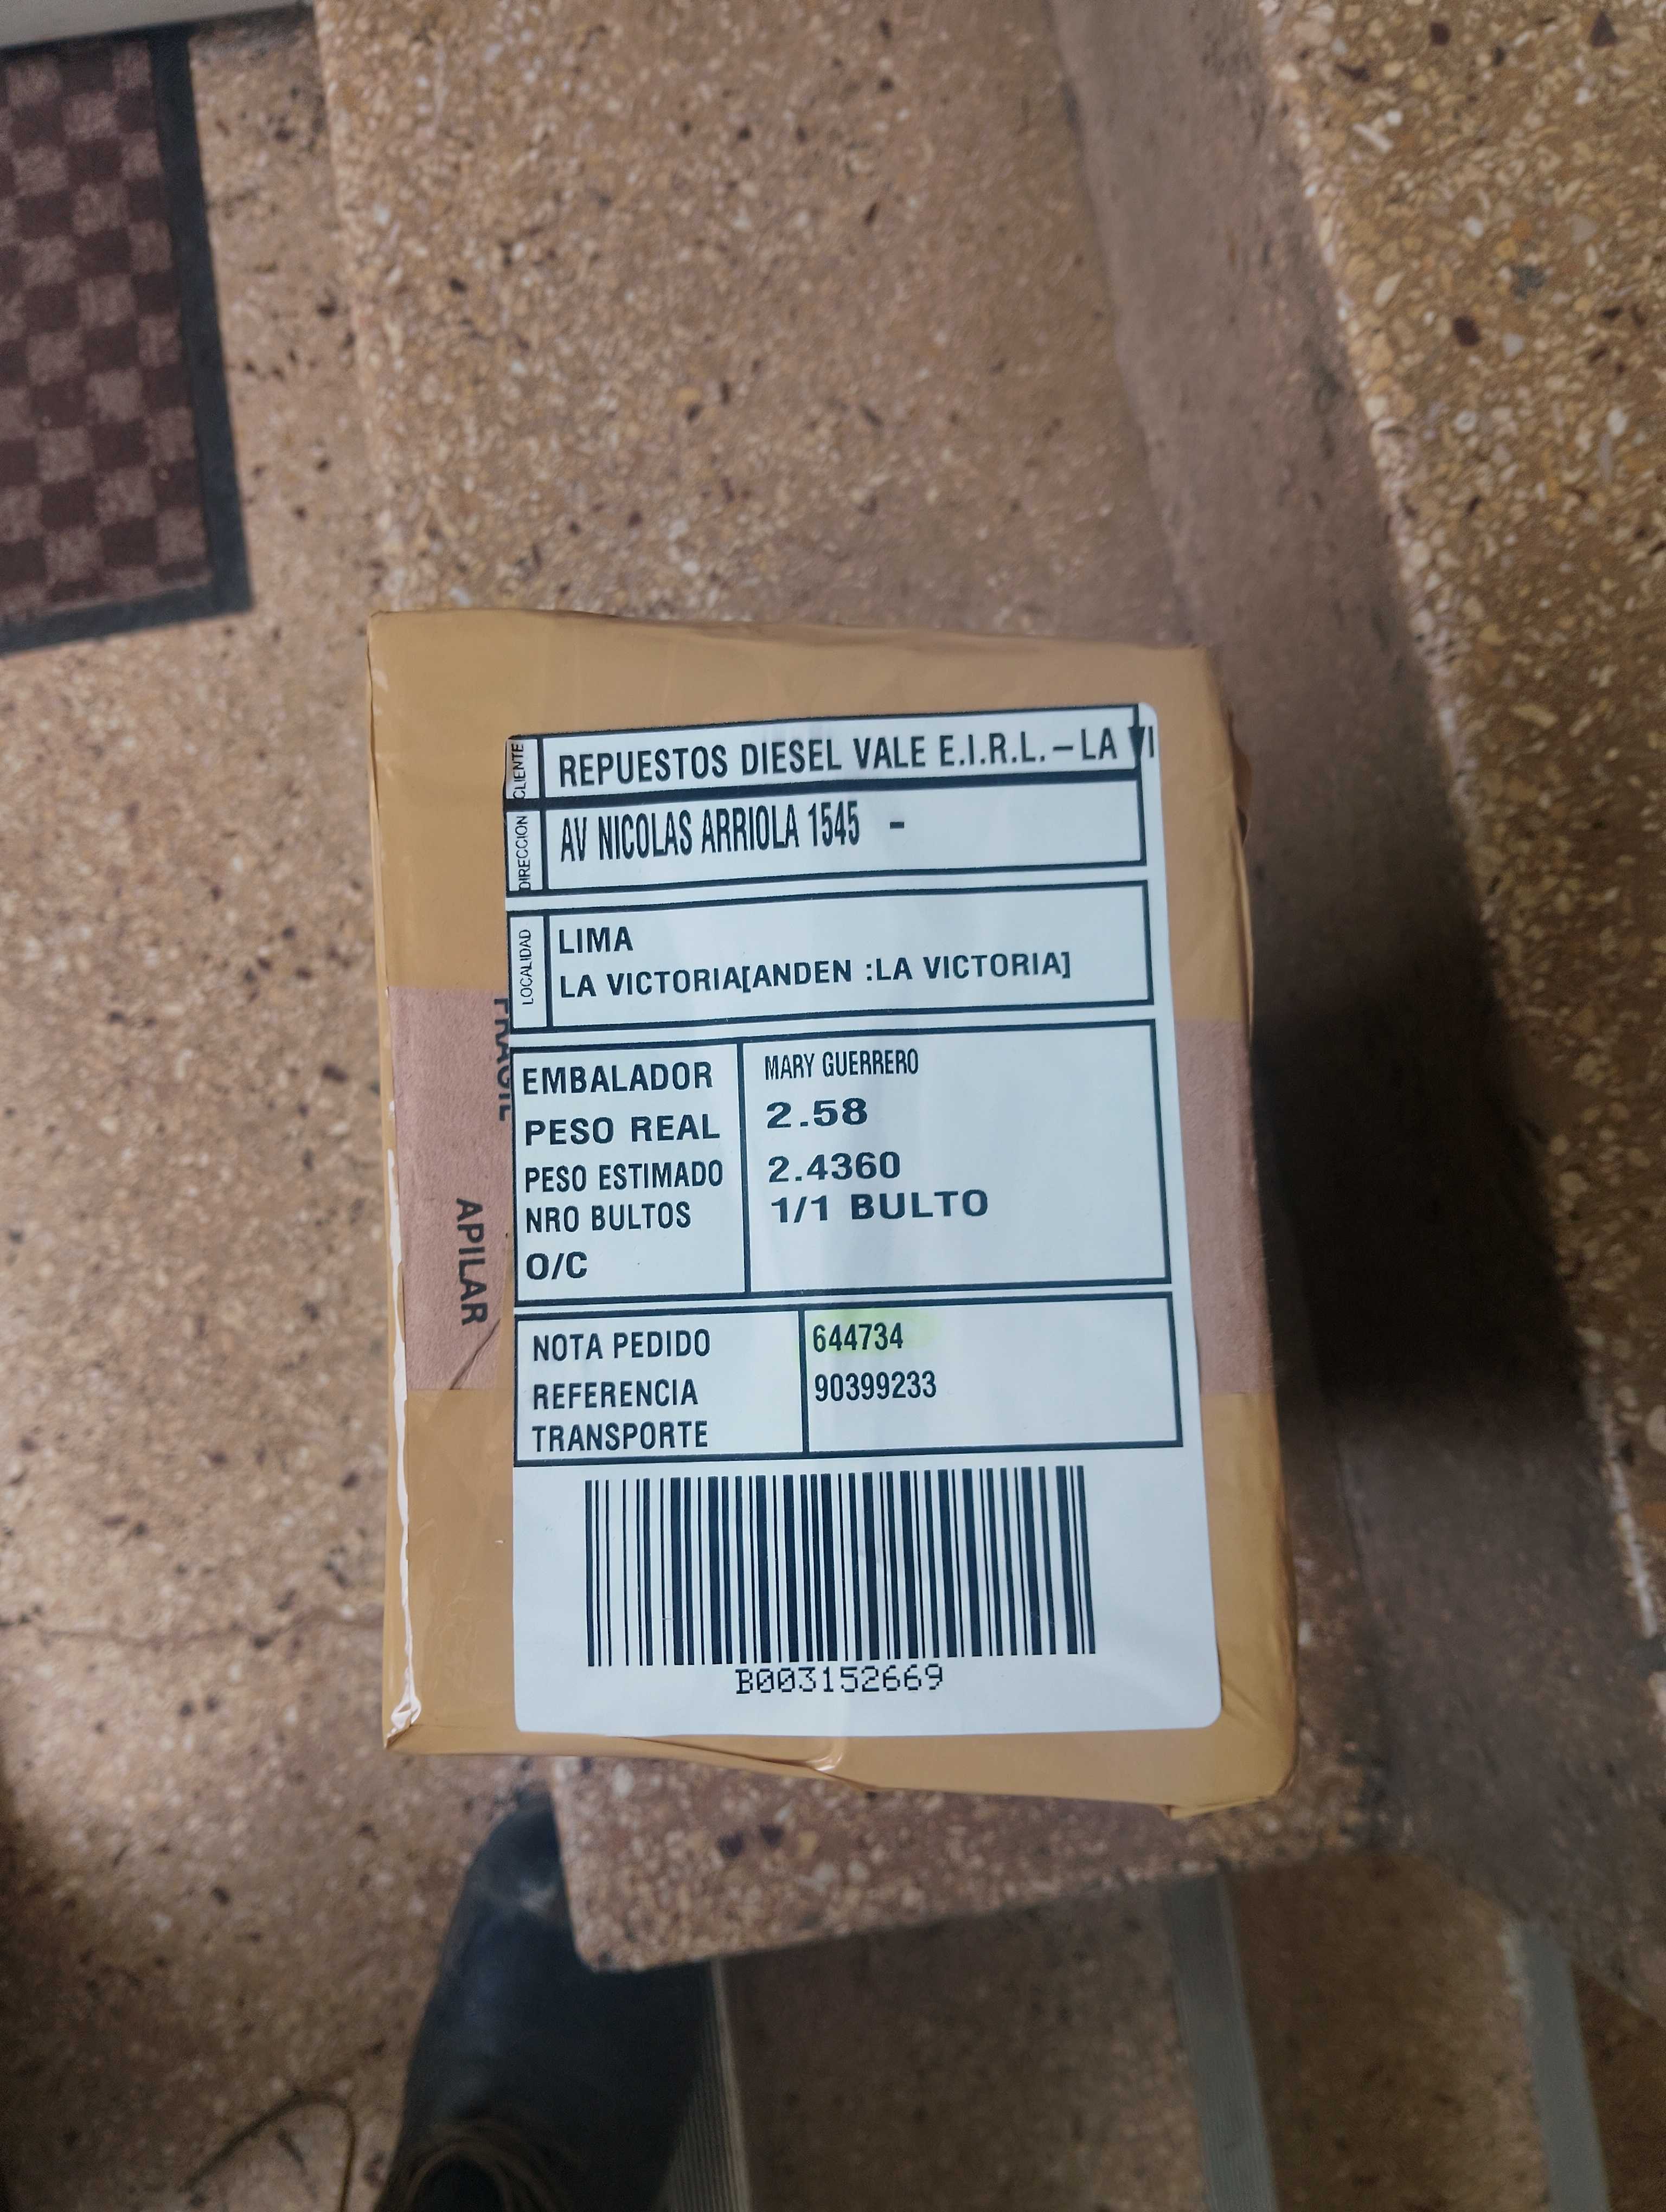 CLIENTE
REPUESTOS DIESEL VALE E.I.R.L. – LA VI
DIRECCION
AV NICOLAS ARRIOLA 1545 –
LOCALIDAD
LIMA
LA VICTORIA[ANDEN :LA VICTORIA]
FRAGIL
APILAR
EMBALADOR MARY GUERRERO
PESO REAL 2.58
PESO ESTIMADO 2.4360
NRO BULTOS 1/1 BULTO
O/C
NOTA PEDIDO 644734
REFERENCIA 90399233
TRANSPORTE
B003152669